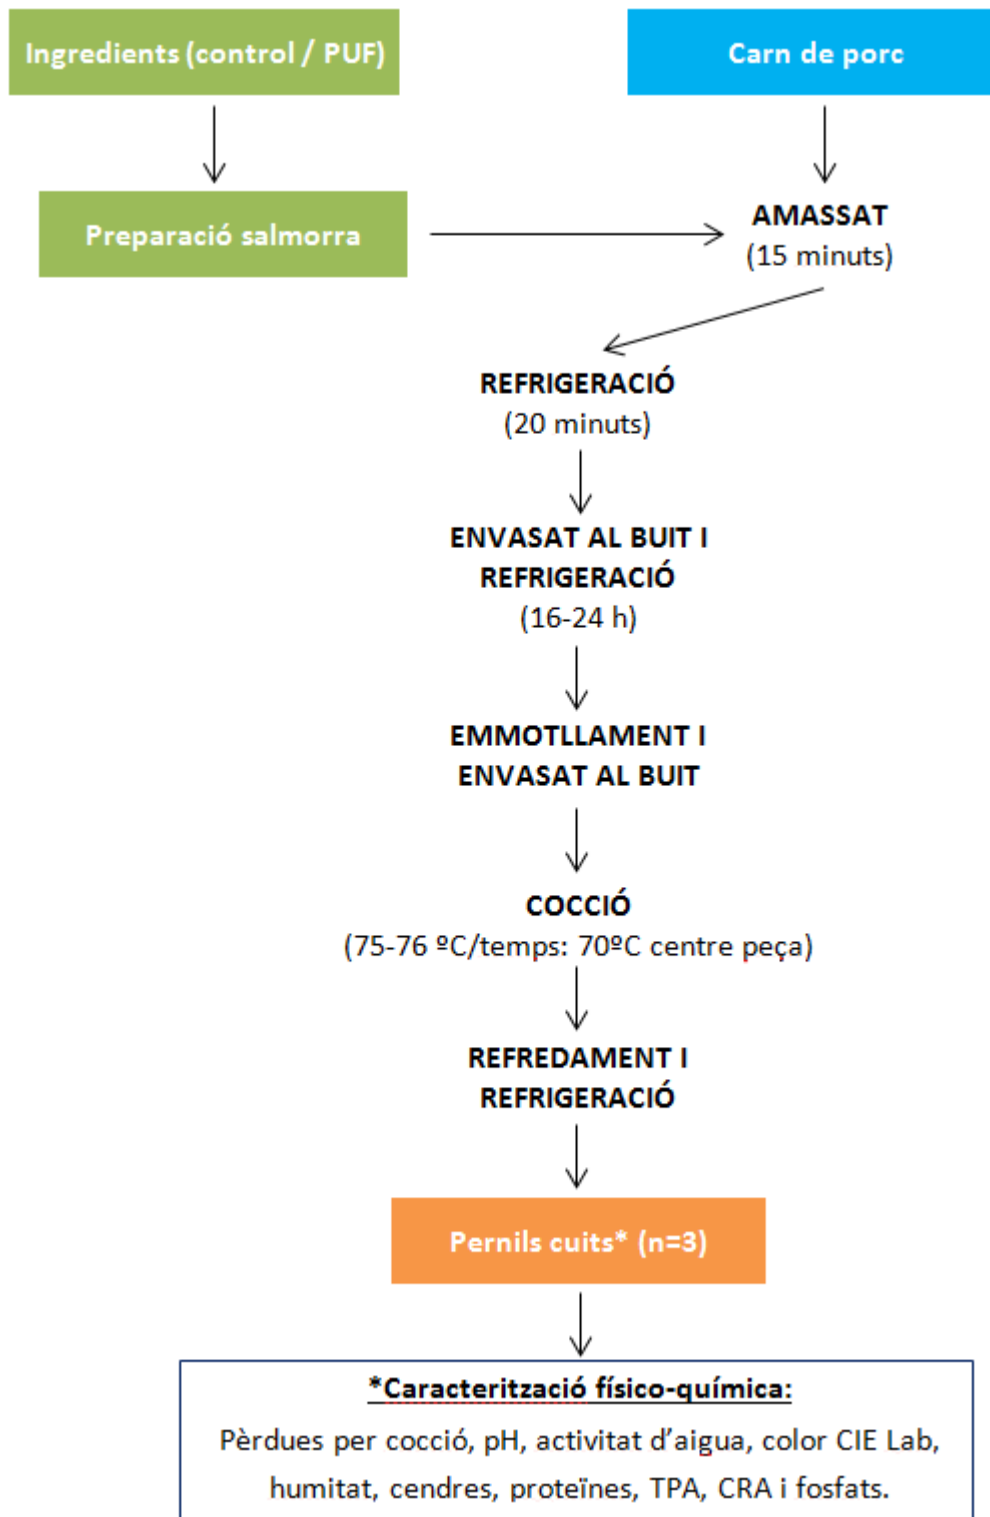 Ingredients (control / PUF)
Carn de porc
Preparació salmorra
AMASSAT
(15 minuts)
REFRIGERACIÓ
(20 minuts)
ENVASAT AL BUIT I
REFRIGERACIÓ
(16-24 h)
EMMOTLLAMENT I
ENVASAT AL BUIT
COCCIÓ
(75-76 ºC/temps: 70ºC centre peça)
REFREDAMENT I
REFRIGERACIÓ
Pernils cuits* (n=3)
*Caracterització físico-química:
Pèrdues per cocció, pH, activitat d’aigua, color CIE Lab,
humitat, cendres, proteïnes, TPA, CRA i fosfats.